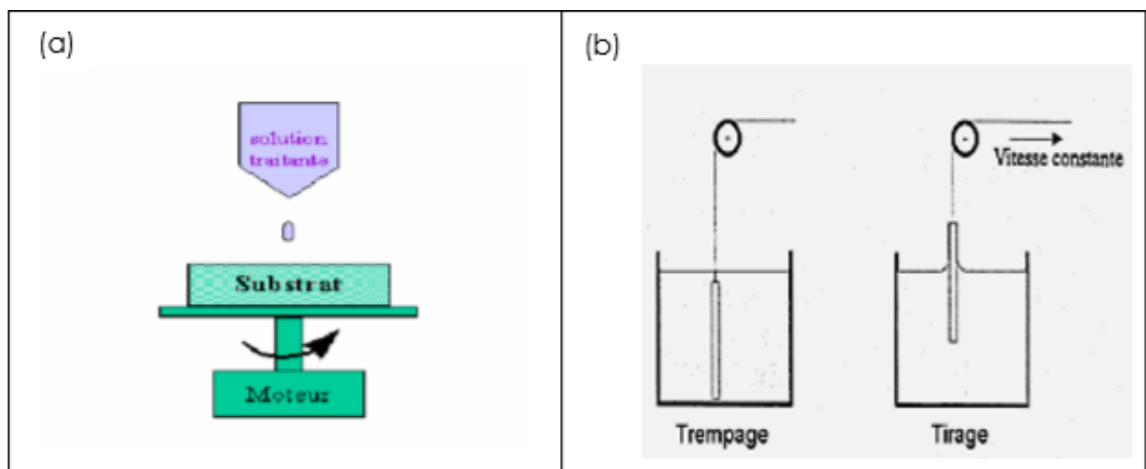 (a)
solution
traitante
Substrat
Moteur
(b)
Vitesse constante
Trempage
Tirage